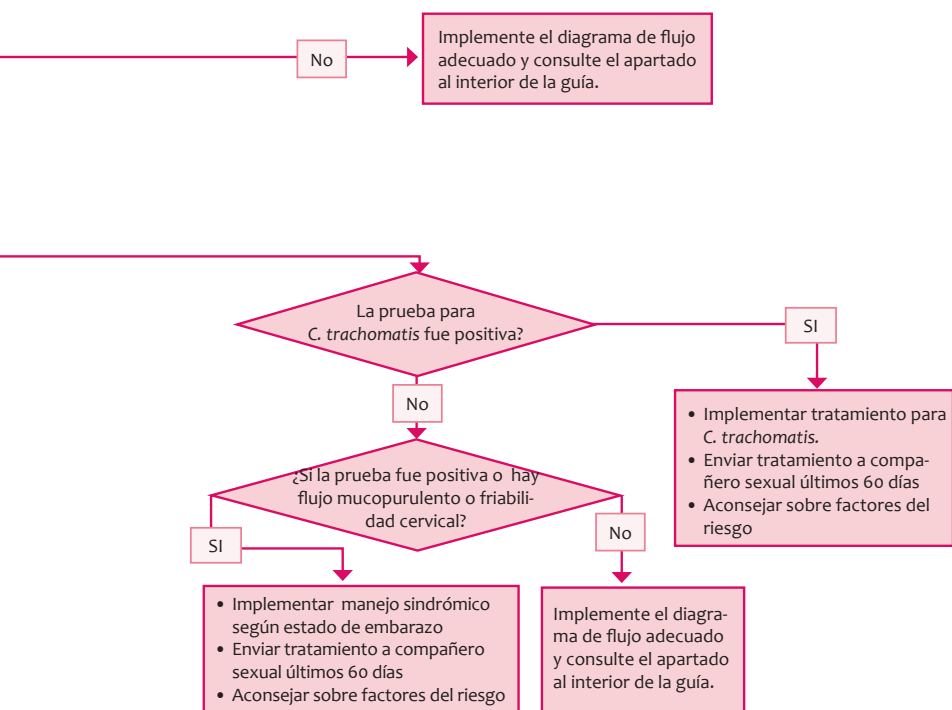 No
Implemente el diagrama de flujo
adecuado y consulte el apartado
al interior de la guía.
La prueba para
C. trachomatis fue positiva?
SI
No
• Implementar tratamiento para
C. trachomatis.
• Enviar tratamiento a compa-
ñero sexual últimos 60 días
• Aconsejar sobre factores del
riesgo
¿Si la prueba fue positiva o hay
flujo mucopurulento o friabili-
dad cervical?
SI
No
• Implementar manejo sindrómico
según estado de embarazo
• Enviar tratamiento a compañero
sexual últimos 60 días
• Aconsejar sobre factores del riesgo
Implemente el diagra-
ma de flujo adecuado
y consulte el apartado
al interior de la guía.